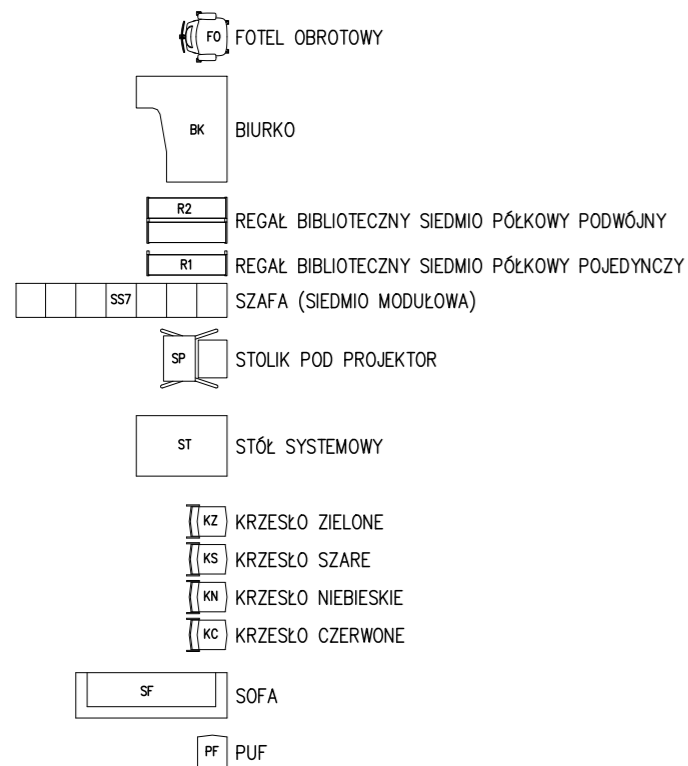 FO FOTEL OBROTOWY
BK BIURKO
R2 REGAŁ BIBLIOTECZNY SIEDMIO PÓŁKOWY PODWÓJNY
R1 REGAŁ BIBLIOTECZNY SIEDMIO PÓŁKOWY POJEDYNCZY
SS7 SZAFA (SIEDMIO MODUŁOWA)
SP STOLIK POD PROJEKTOR
ST STÓŁ SYSTEMOWY
KZ KRZESŁO ZIELONE
KS KRZESŁO SZARE
KN KRZESŁO NIEBIESKIE
KC KRZESŁO CZERWONE
SF SOFA
PF PUF